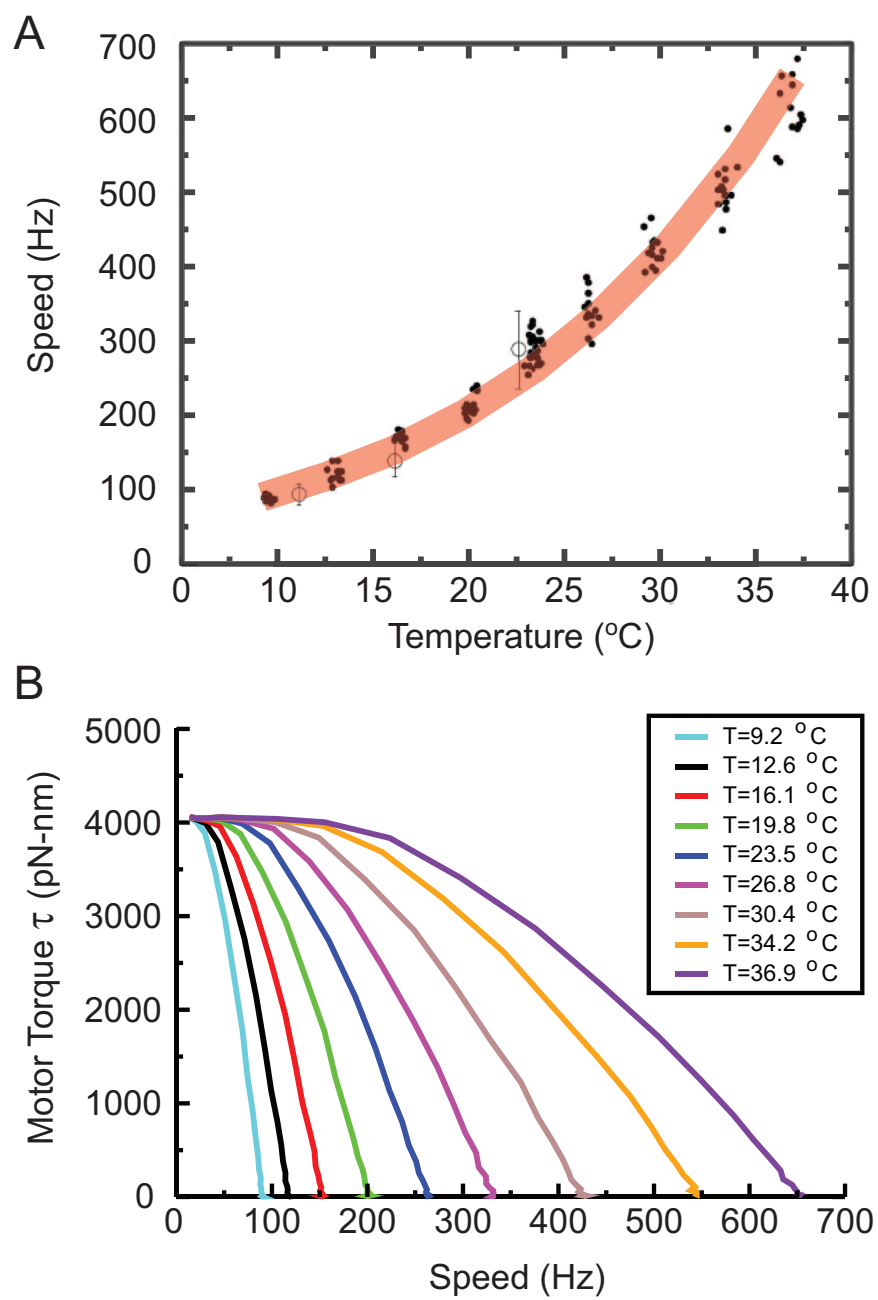 A
700
600
500
400
300
200
100
0
Speed (Hz)
0 10 15 20 25 30 35 40
Temperature (°C)
B
5000
4000
3000
2000
1000
0
Motor Torque τ (pN-nm)
T=9.2 °C
T=12.6 °C
T=16.1 °C
T=19.8 °C
T=23.5 °C
T=26.8 °C
T=30.4 °C
T=34.2 °C
T=36.9 °C
0 100 200 300 400 500 600 700
Speed (Hz)